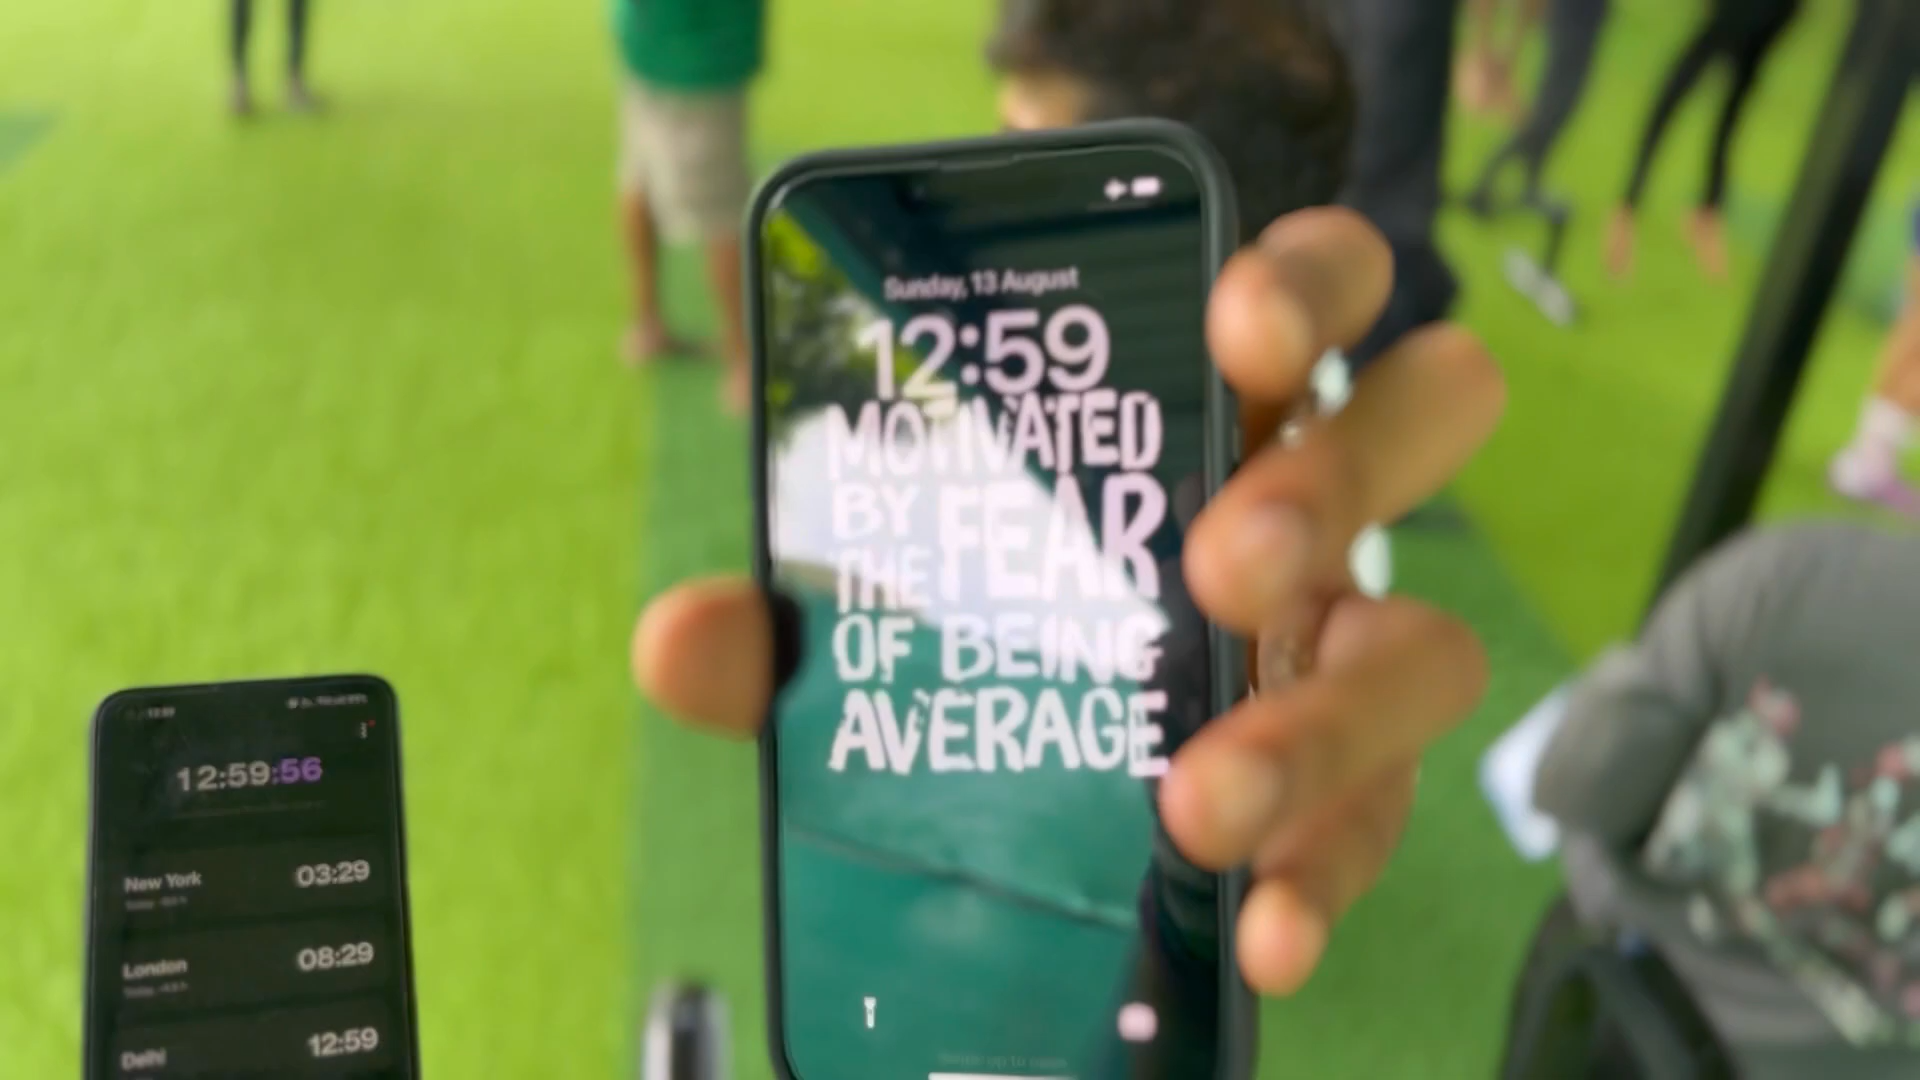 Sunday, 13 August
12:59
MOTIVATED
BY FEAR
THE
OF BEING
AVERAGE
12:59:56
New York 03:29
London 08:29
Delhi 12:59